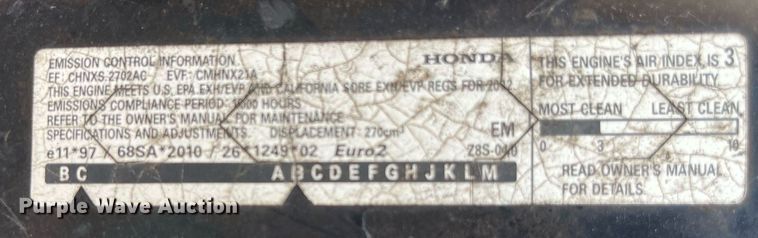 EMISSION CONTROL INFORMATION HONDA
EF: CHNXS.2702AC EVF: CMHNX21A
THIS ENGINE MEETS U.S. EPA EXH/EVP AND CALIFORNIA SORE EXH/EVP REGS FOR 2012
EMISSIONS COMPLIANCE PERIOD: 1000 HOURS
REFER TO THE OWNER'S MANUAL FOR MAINTENANCE
SPECIFICATIONS AND ADJUSTMENTS. DISPLACEMENT: 270cm³ EM
e11*97 / 68SA*2010 / 26*1249*02 Euro2 Z8S-040
BC ABCDEFGHJKLM
THIS ENGINE'S AIR INDEX IS 3
FOR EXTENDED DURABILITY
MOST CLEAN LEAST CLEAN
0 3 10
READ OWNER'S MANUAL
FOR DETAILS.
Purple Wave Auction